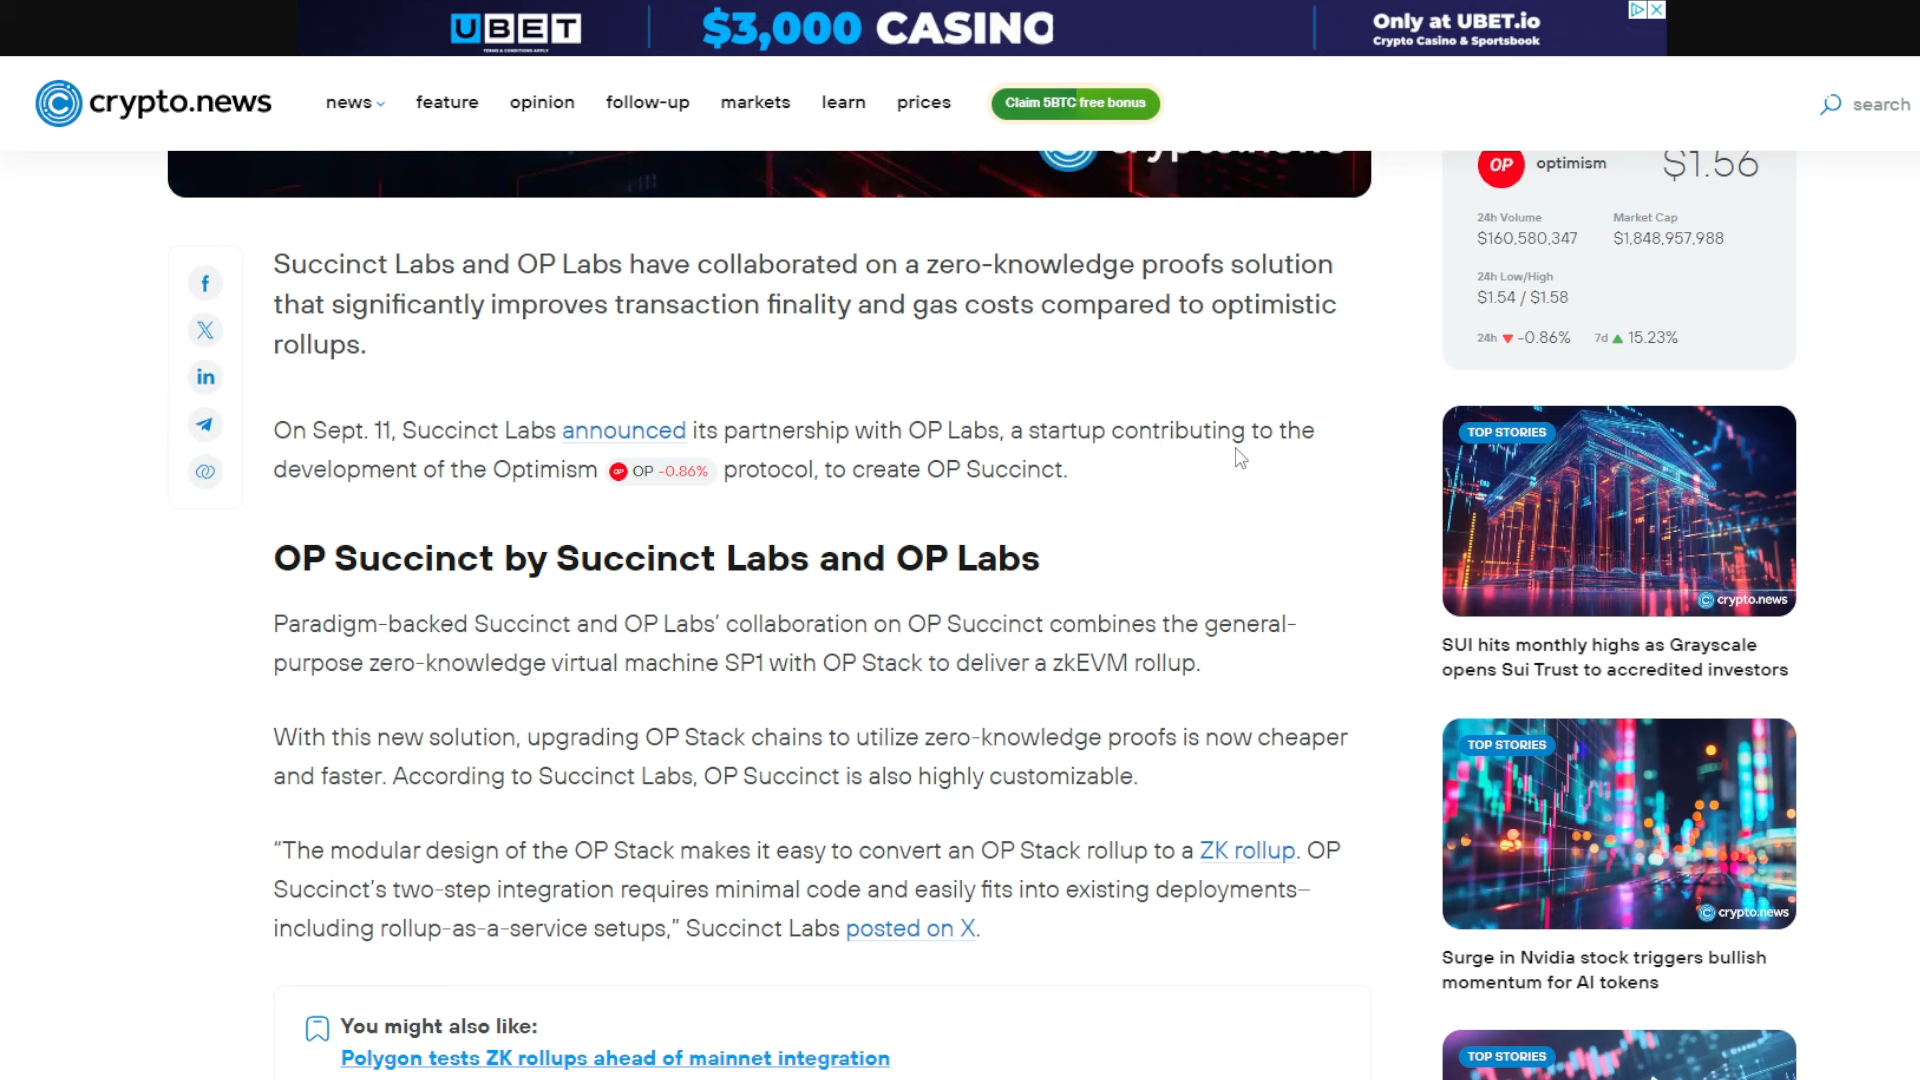 UBET
TERMS & CONDITIONS APPLY
$3,000 CASINO
Only at UBET.io
Crypto Casino & Sportsbook
crypto.news
news
feature
opinion
follow-up
markets
learn
prices
Claim 5BTC free bonus
search
crypto.news
OP
optimism
$1.56
24h Volume
$160,580,347
Market Cap
$1,848,957,988
24h Low/High
$1.54 / $1.58
24h -0.86%
7d 15.23%
Succinct Labs and OP Labs have collaborated on a zero-knowledge proofs solution
that significantly improves transaction finality and gas costs compared to optimistic
rollups.
On Sept. 11, Succinct Labs announced its partnership with OP Labs, a startup contributing to the
development of the Optimism OP OP -0.86% protocol, to create OP Succinct.
OP Succinct by Succinct Labs and OP Labs
Paradigm-backed Succinct and OP Labs’ collaboration on OP Succinct combines the general-
purpose zero-knowledge virtual machine SP1 with OP Stack to deliver a zkEVM rollup.
With this new solution, upgrading OP Stack chains to utilize zero-knowledge proofs is now cheaper
and faster. According to Succinct Labs, OP Succinct is also highly customizable.
“The modular design of the OP Stack makes it easy to convert an OP Stack rollup to a ZK rollup. OP
Succinct’s two-step integration requires minimal code and easily fits into existing deployments–
including rollup-as-a-service setups,” Succinct Labs posted on X.
You might also like:
Polygon tests ZK rollups ahead of mainnet integration
TOP STORIES
crypto.news
SUI hits monthly highs as Grayscale
opens Sui Trust to accredited investors
TOP STORIES
crypto.news
Surge in Nvidia stock triggers bullish
momentum for AI tokens
TOP STORIES